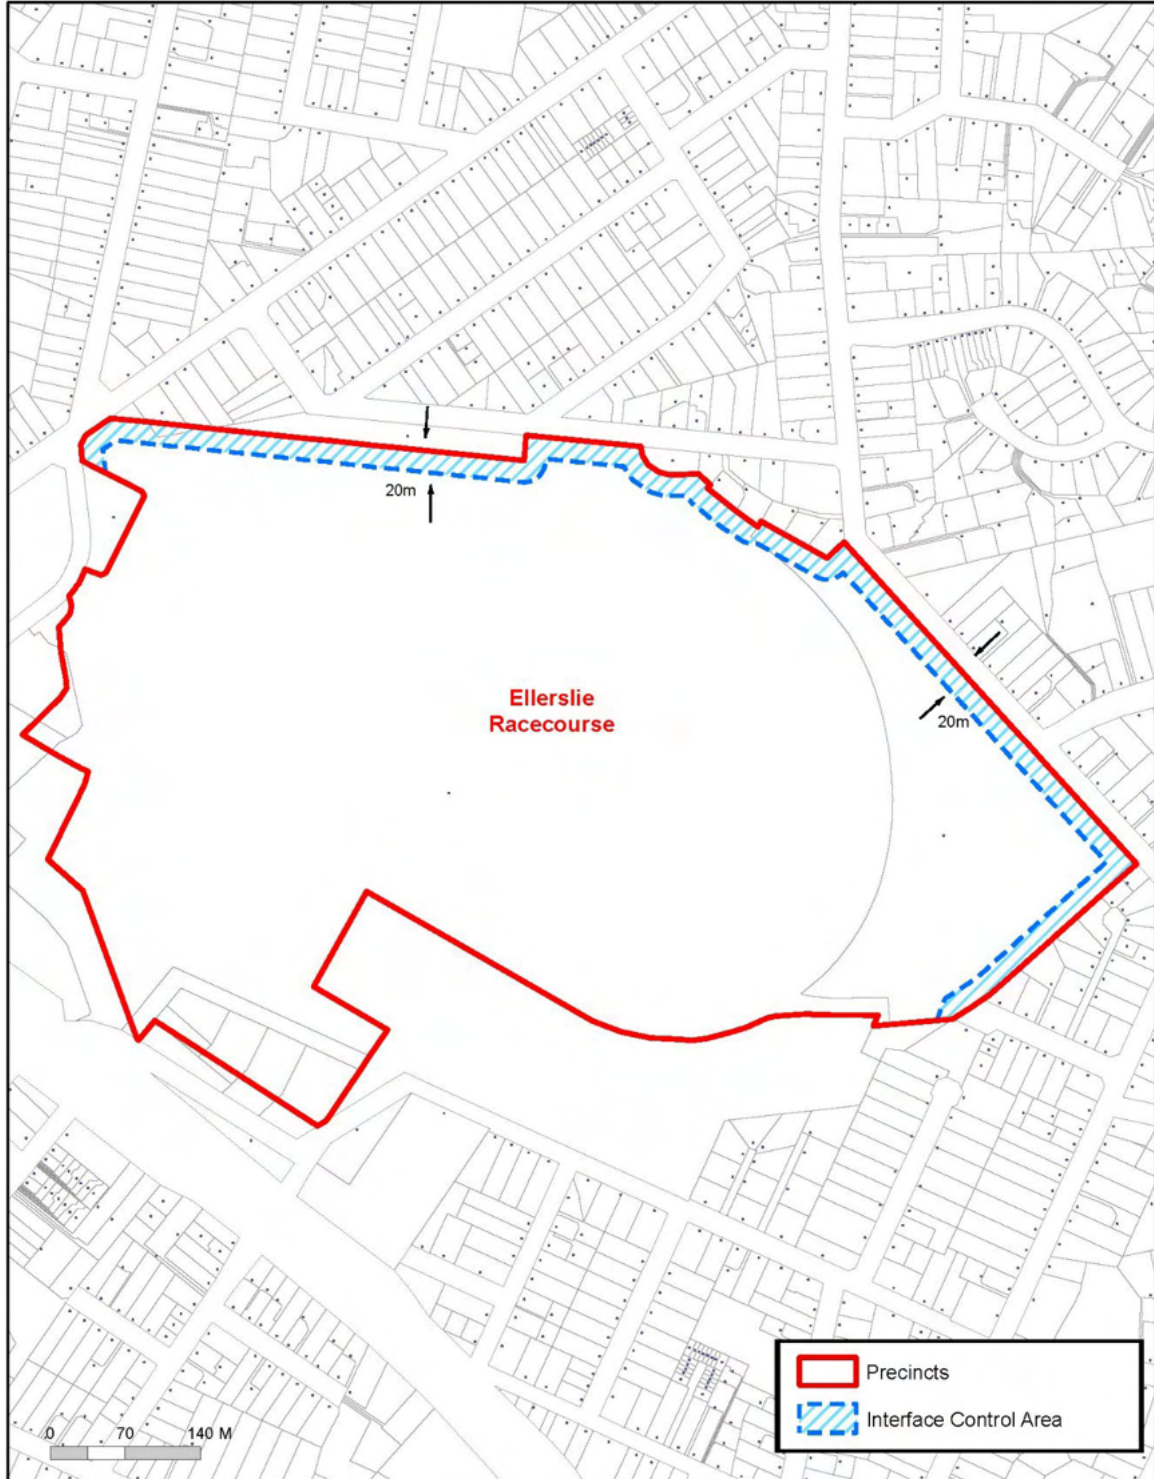 20m
Ellerslie
Racecourse
20m
Precincts
Interface Control Area
0 70 140 M